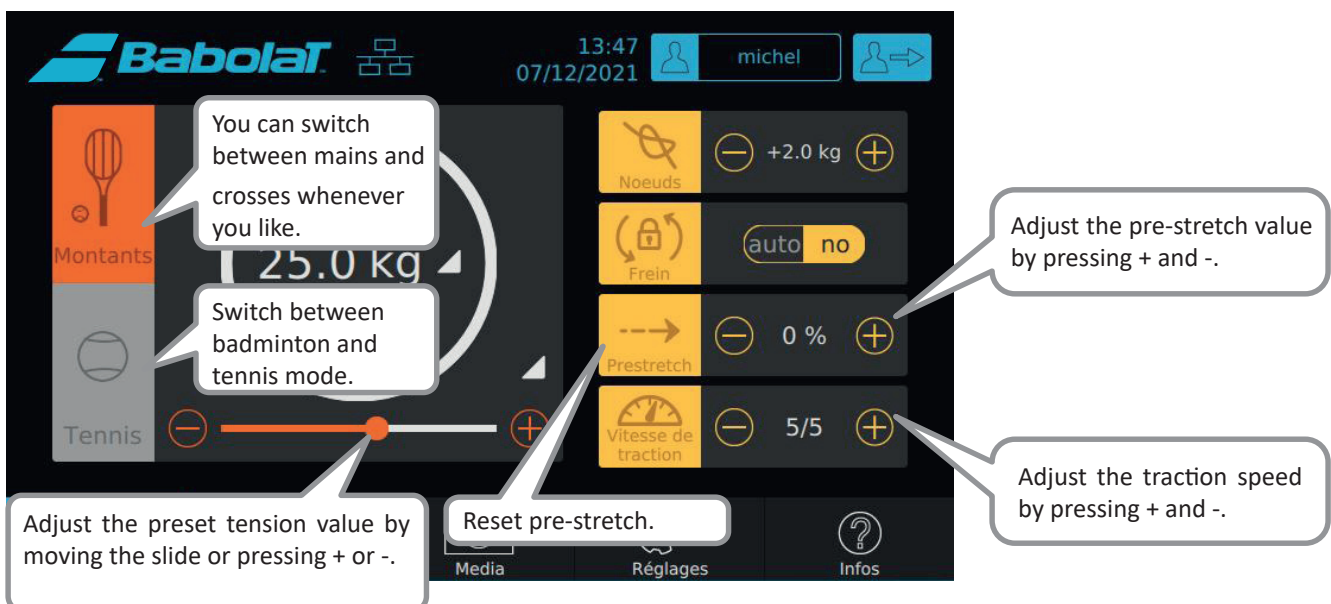 Babolat
13:47
07/12/2021
michel
You can switch
between mains and
crosses whenever
you like.
Montants
25.0 kg
Switch between
badminton and
tennis mode.
Tennis
Noeuds
+2.0 kg
Frein
auto no
Prestretch
0 %
Vitesse de
traction
5/5
Adjust the pre-stretch value
by pressing + and -.
Adjust the traction speed
by pressing + and -.
Adjust the preset tension value by
moving the slide or pressing + or -.
Reset pre-stretch.
Media
Réglages
Infos